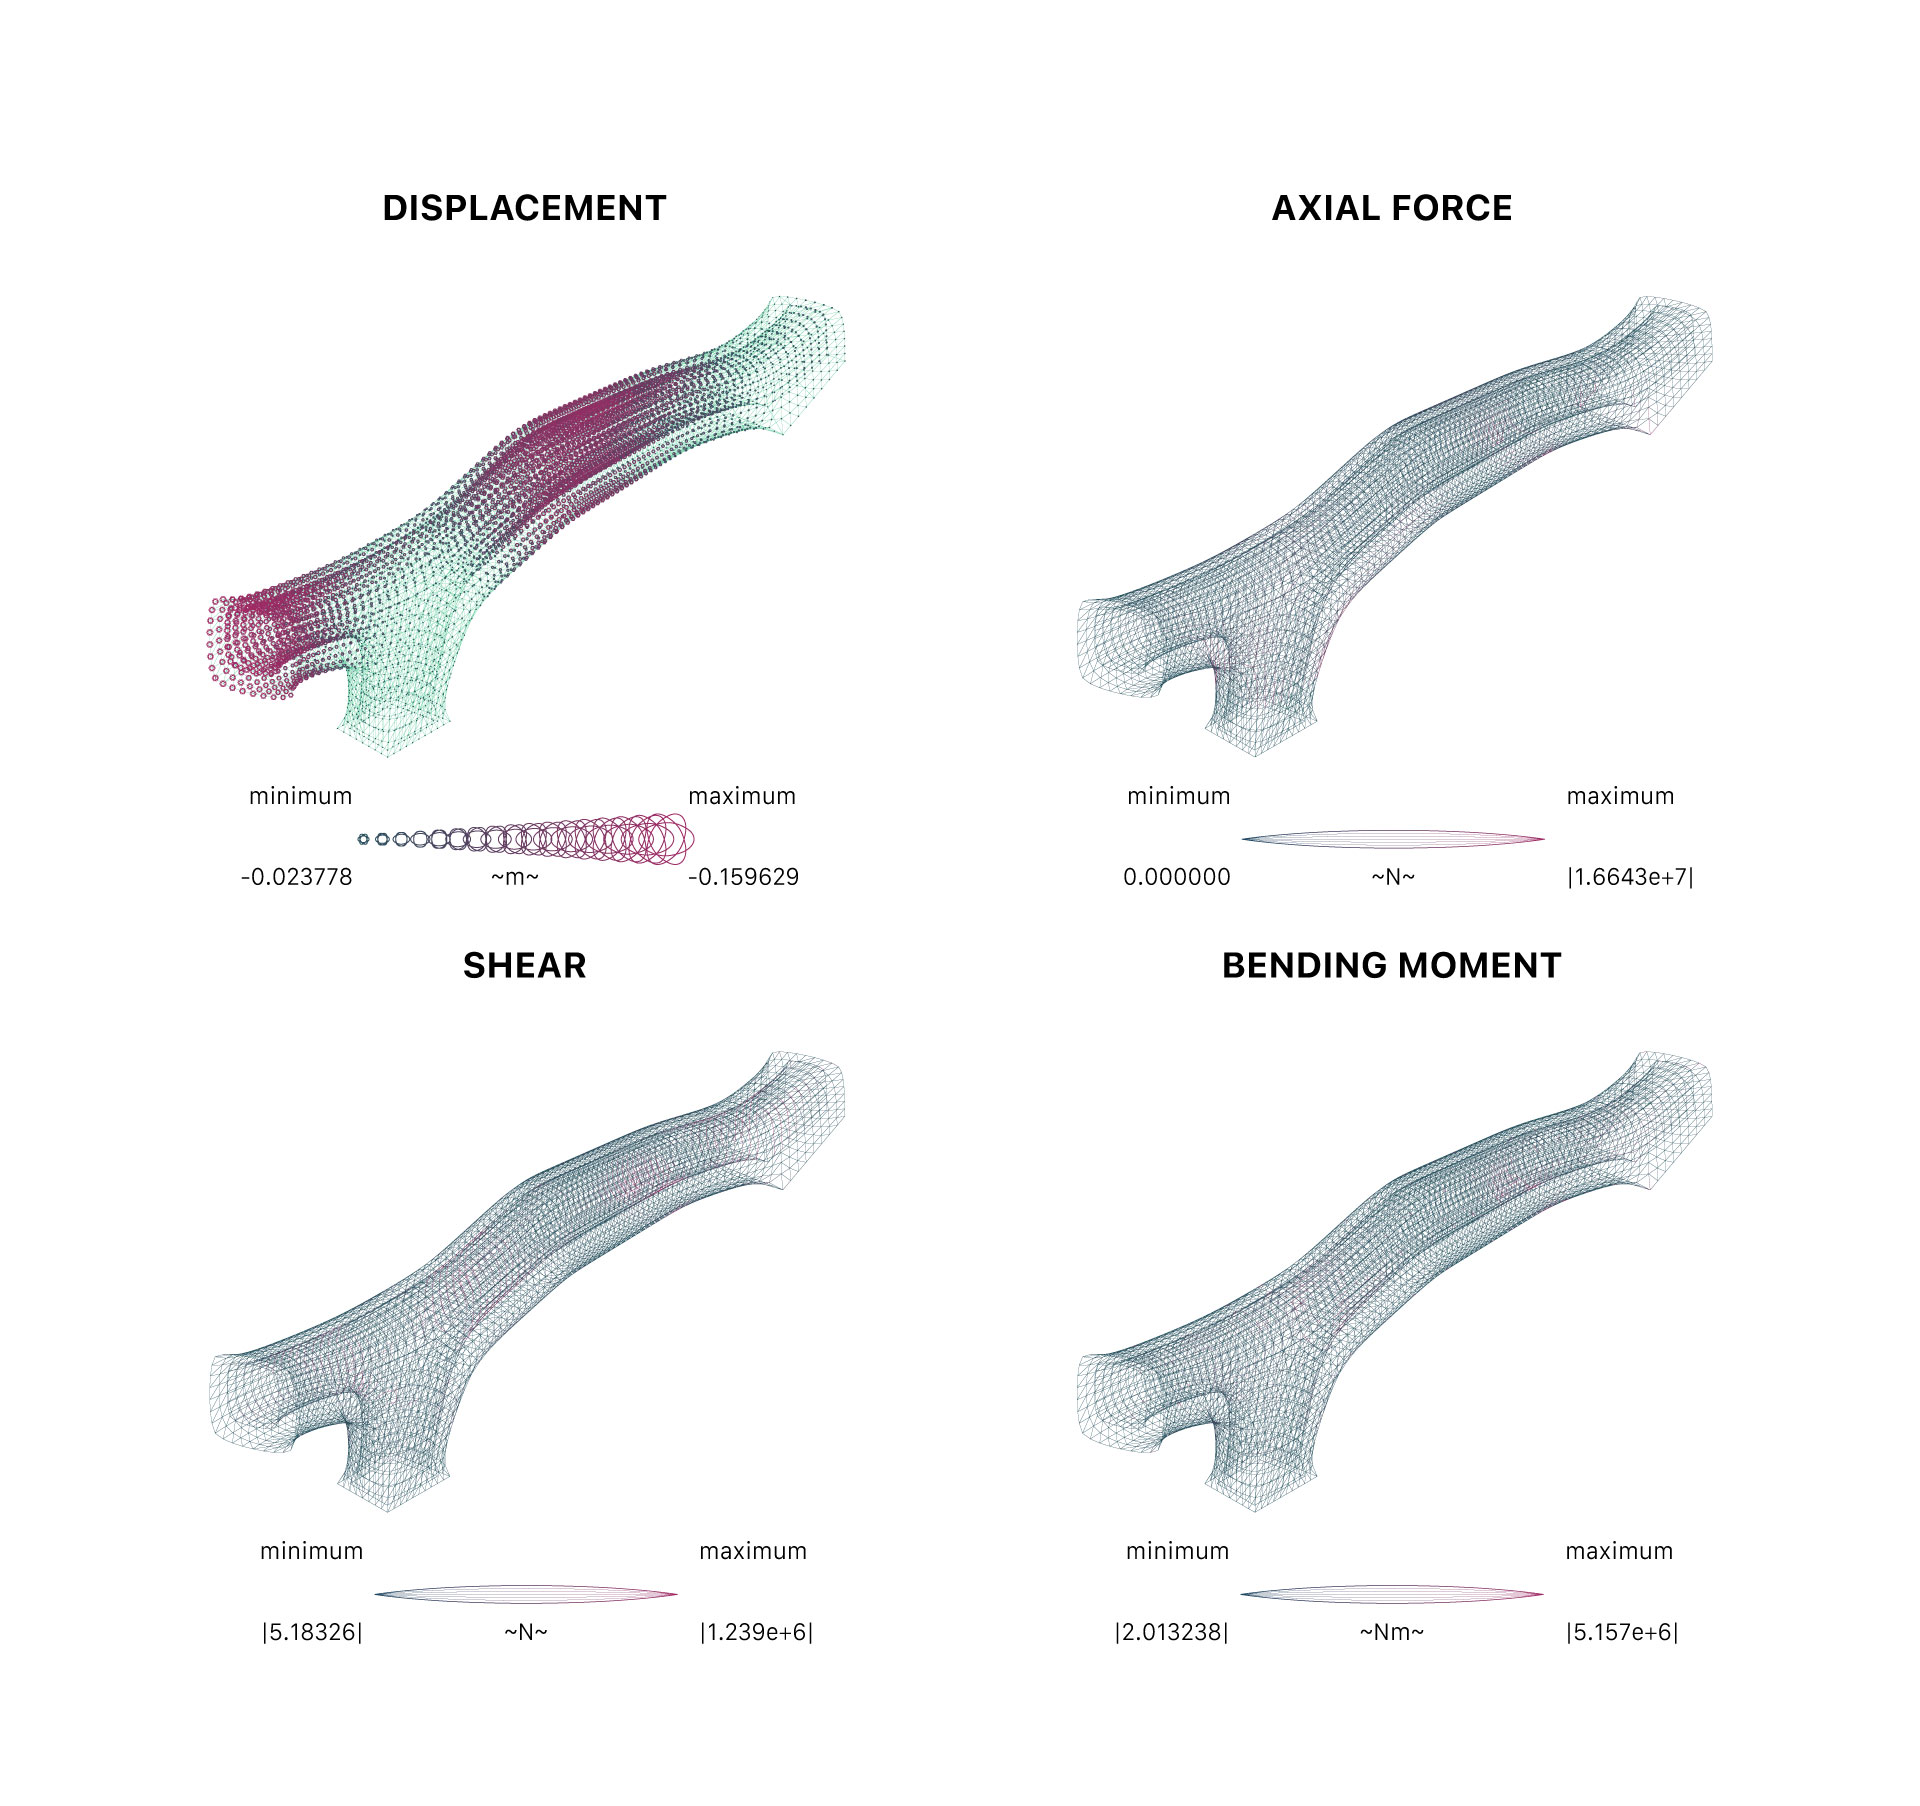 DISPLACEMENT
AXIAL FORCE
minimum
maximum
-0.023778
~m~
-0.159629
minimum
maximum
0.000000
~N~
|1.6643e+7|
SHEAR
BENDING MOMENT
minimum
maximum
|5.18326|
~N~
|1.239e+6|
minimum
maximum
|2.013238|
~Nm~
|5.157e+6|